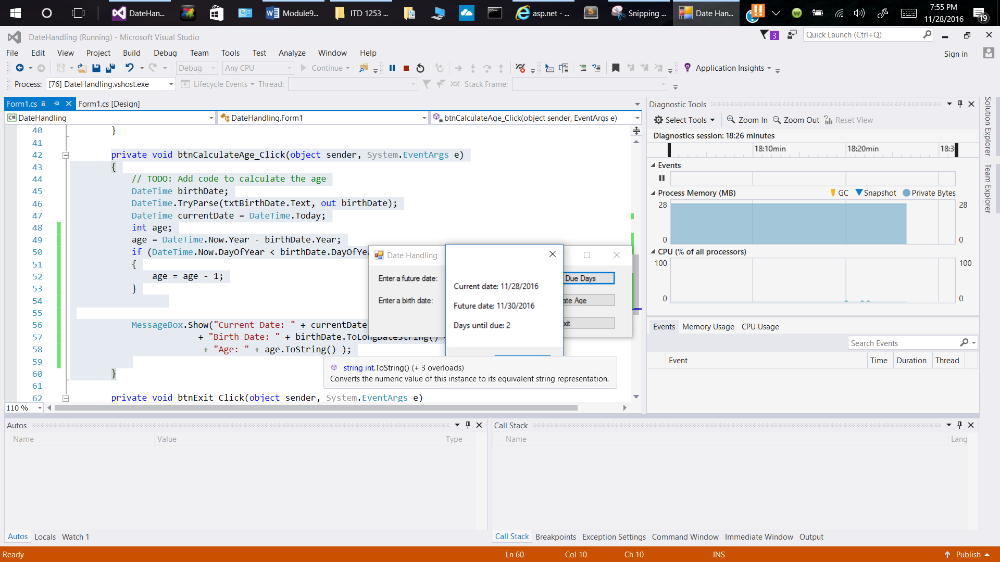 DateHan...
Module9...
ITD 1253 ...
asp.net - ...
Snipping ...
Date Han...
7:55 PM
11/28/2016
19
DateHandling (Running) - Microsoft Visual Studio
3
Quick Launch (Ctrl+Q)
File Edit View Project Build Debug Team Tools Test Analyze Window Help
Sign in
Debug Any CPU Continue Application Insights
Process: [76] DateHandling.vshost.exe Lifecycle Events Thread: Stack Frame:
Form1.cs Form1.cs [Design]
DateHandling DateHandling.Form1 btnCalculateAge_Click(object sender, EventArgs e)
40 }
41
42 private void btnCalculateAge_Click(object sender, System.EventArgs e)
43 {
44 // TODO: Add code to calculate the age
45 DateTime birthDate;
46 DateTime.TryParse(txtBirthDate.Text, out birthDate);
47 DateTime currentDate = DateTime.Today;
48 int age;
49 age = DateTime.Now.Year - birthDate.Year;
50 if (DateTime.Now.DayOfYear < birthDate.DayOfYea
51 {
52 age = age - 1;
53 }
54
55
56 MessageBox.Show("Current Date: " + currentDate
57 + "Birth Date: " + birthDate.ToLongDateString()
58 + "Age: " + age.ToString() );
59
60 }
61
62 private void btnExit_Click(object sender, System.EventArgs e)
110 %
Date Handling
Enter a future date:
Enter a birth date:
Due Days
ate Age
xit
Current date: 11/28/2016
Future date: 11/30/2016
Days until due: 2
string int.ToString() (+ 3 overloads)
Converts the numeric value of this instance to its equivalent string representation.
Diagnostic Tools
Select Tools Zoom In Zoom Out Reset View
Diagnostics session: 18:26 minutes
18:10min 18:20min 18:3
Events
Process Memory (MB) GC Snapshot Private Bytes
28 28
0 0
CPU (% of all processors)
100 100
0 0
Events Memory Usage CPU Usage
Search Events
Event Time Duration Thread
Solution Explorer
Team Explorer
Autos
Name Value Type
Autos Locals Watch 1
Call Stack
Name Lang
Call Stack Breakpoints Exception Settings Command Window Immediate Window Output
Ready Ln 60 Col 10 Ch 10 INS Publish